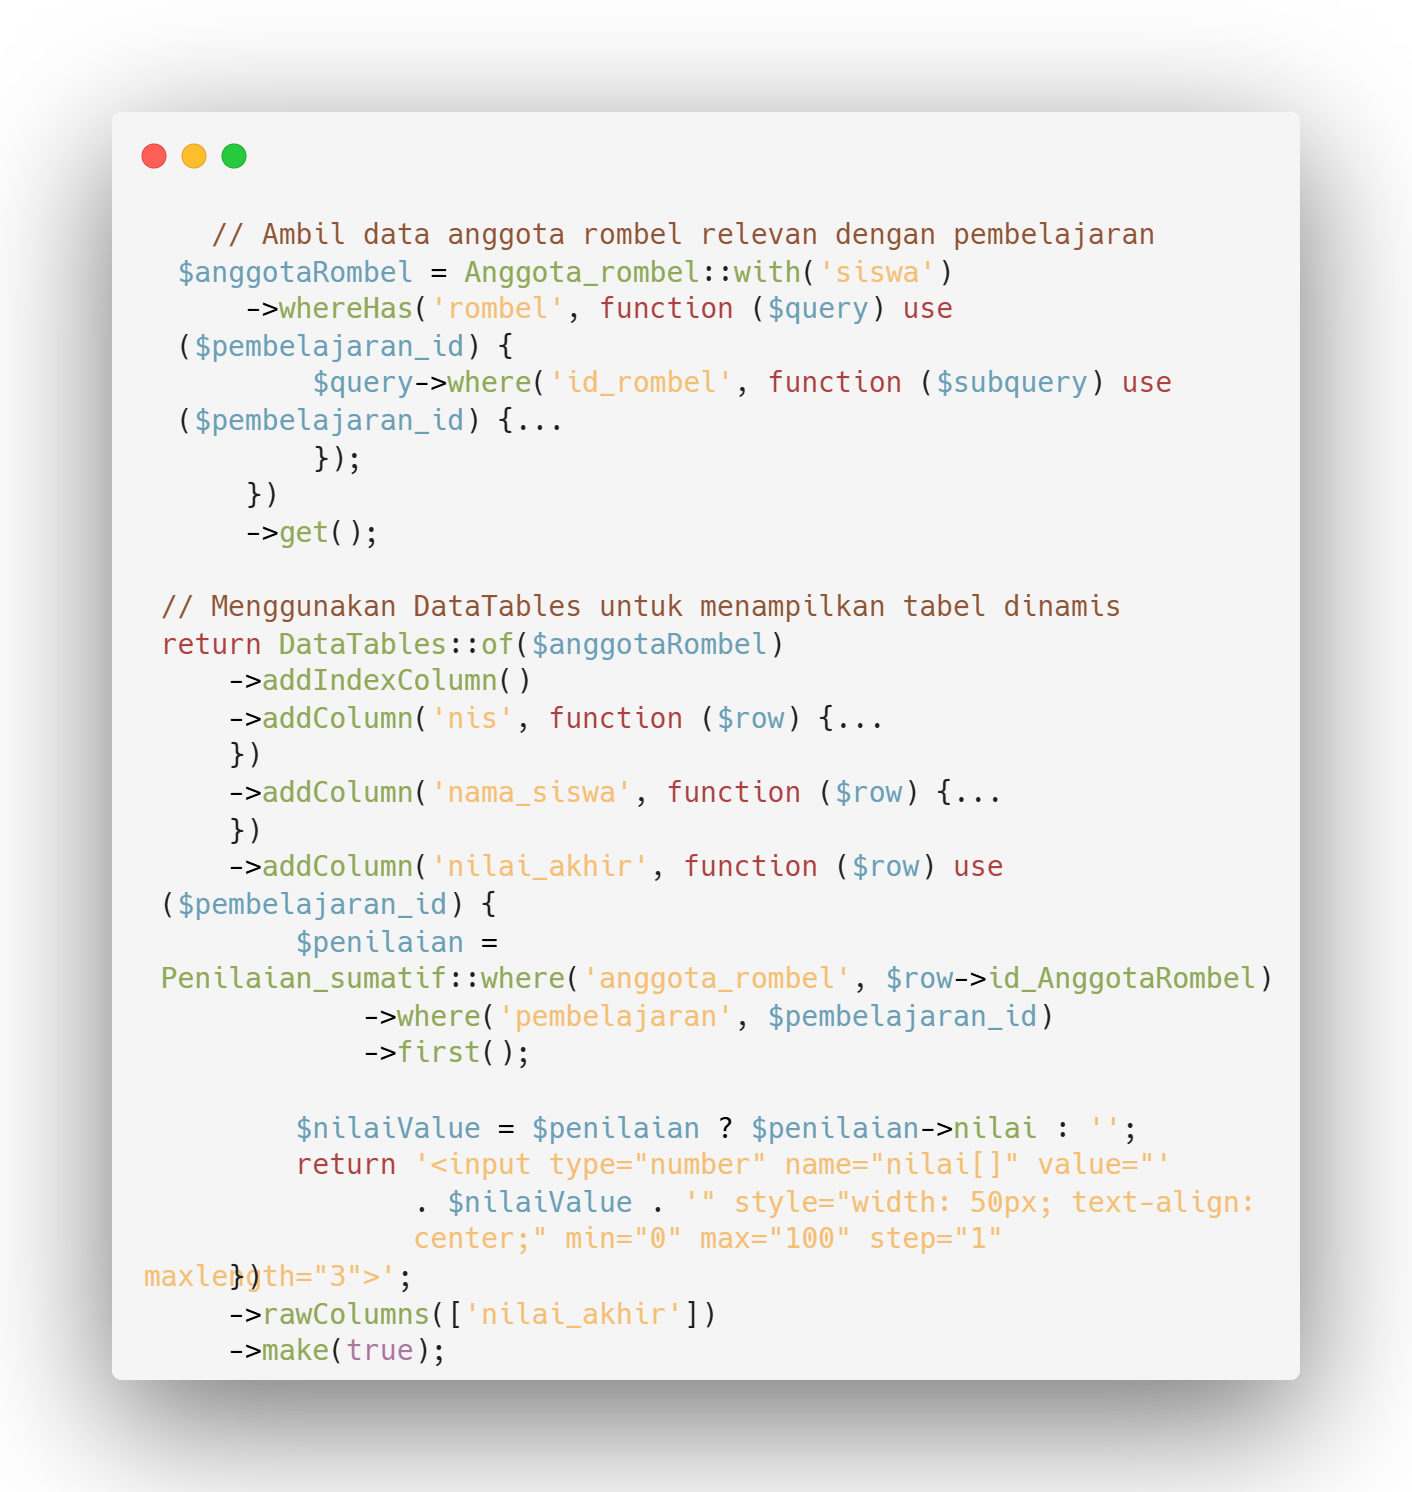 // Ambil data anggota rombel relevan dengan pembelajaran
$anggotaRombel = Anggota_rombel::with('siswa')
->whereHas('rombel', function ($query) use
($pembelajaran_id) {
$query->where('id_rombel', function ($subquery) use
($pembelajaran_id) {...
});
})
->get();
// Menggunakan DataTables untuk menampilkan tabel dinamis
return DataTables::of($anggotaRombel)
->addIndexColumn()
->addColumn('nis', function ($row) {...
})
->addColumn('nama_siswa', function ($row) {...
})
->addColumn('nilai_akhir', function ($row) use
($pembelajaran_id) {
$penilaian =
Penilaian_sumatif::where('anggota_rombel', $row->id_AnggotaRombel)
->where('pembelajaran', $pembelajaran_id)
->first();
$nilaiValue = $penilaian ? $penilaian->nilai : '';
return '<input type="number" name="nilai[]" value="'
. $nilaiValue . '" style="width: 50px; text-align:
center;" min="0" max="100" step="1"
maxlength="3">';
})
->rawColumns(['nilai_akhir'])
->make(true);